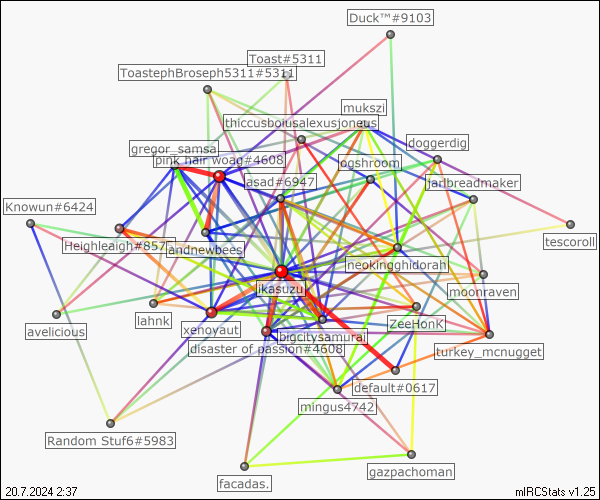 Duck™#9103
Toast#5311
ToastephBroseph5311#5311
mukszi
thiccusboiusalexusjoneus
doggerdig
gregor_samsa
pink hair woag#4608
ogshroom
asad#6947
jarlbreadmaker
Knowun#6424
tescoroll
Heighleaigh#857
andnewbees
neokingghidorah
ikasuzu
moonraven
lahnk
avelicious
xenoyaut
ZeeHonK
bigcitysamurai
disaster of passion#4608
turkey_mcnugget
default#0617
mingus4742
Random Stuf6#5983
gazpachoman
facadas.
20.7.2024 2:37
mIRCStats v1.25